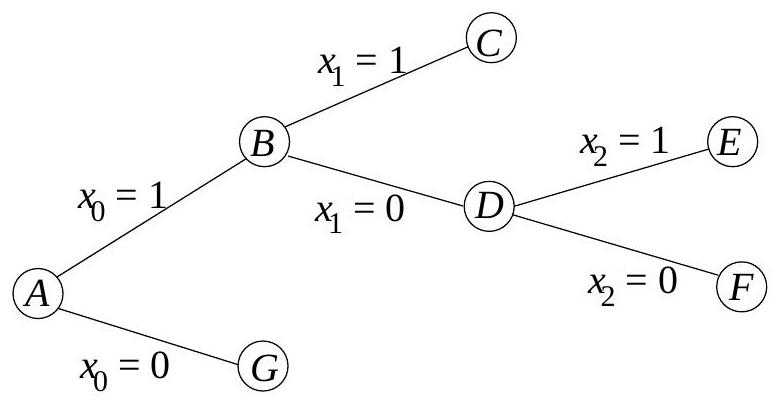 C
x₁ = 1
B
E
x₂ = 1
x₀ = 1
D
x₁ = 0
A
x₂ = 0
F
x₀ = 0
G